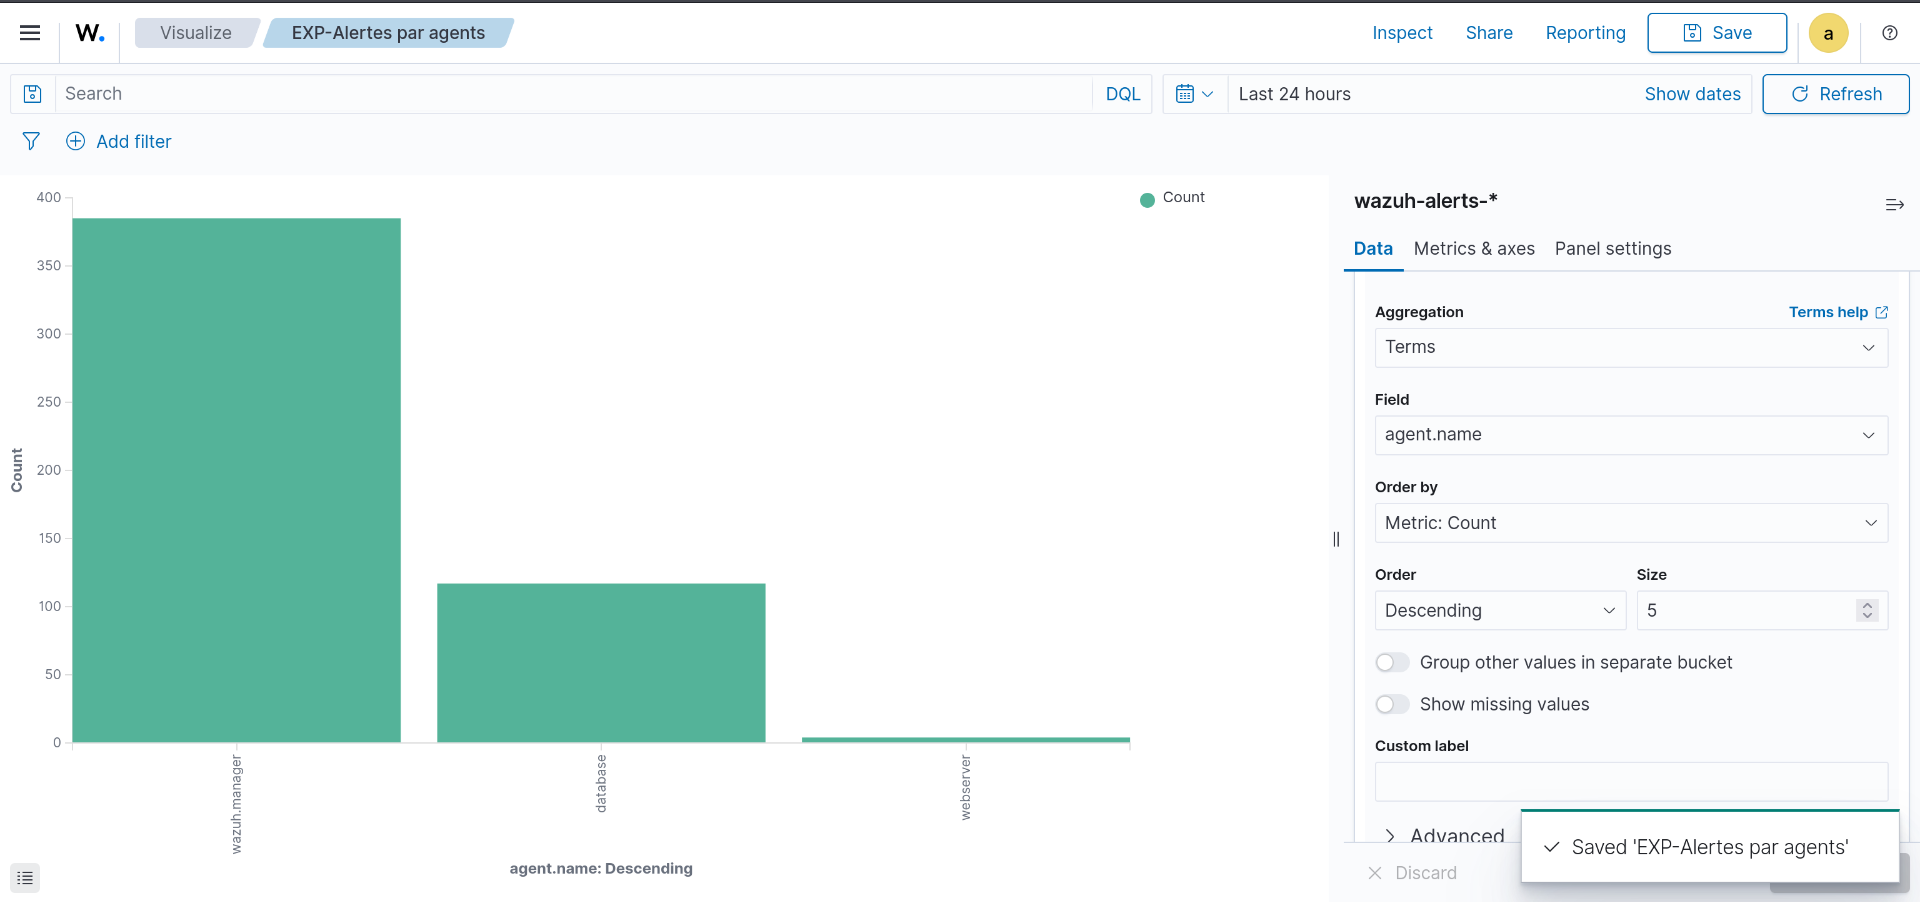 W.
Visualize
EXP-Alertes par agents
Inspect
Share
Reporting
Save
a
Search
DQL
Last 24 hours
Show dates
Refresh
Add filter
400
350
300
250
200
150
100
50
0
Count
wazuh.manager
database
webserver
agent.name: Descending
Count
wazuh-alerts-*
Data
Metrics & axes
Panel settings
Aggregation
Terms help
Terms
Field
agent.name
Order by
Metric: Count
Order
Size
Descending
5
Group other values in separate bucket
Show missing values
Custom label
Advanced
Saved 'EXP-Alertes par agents'
Discard